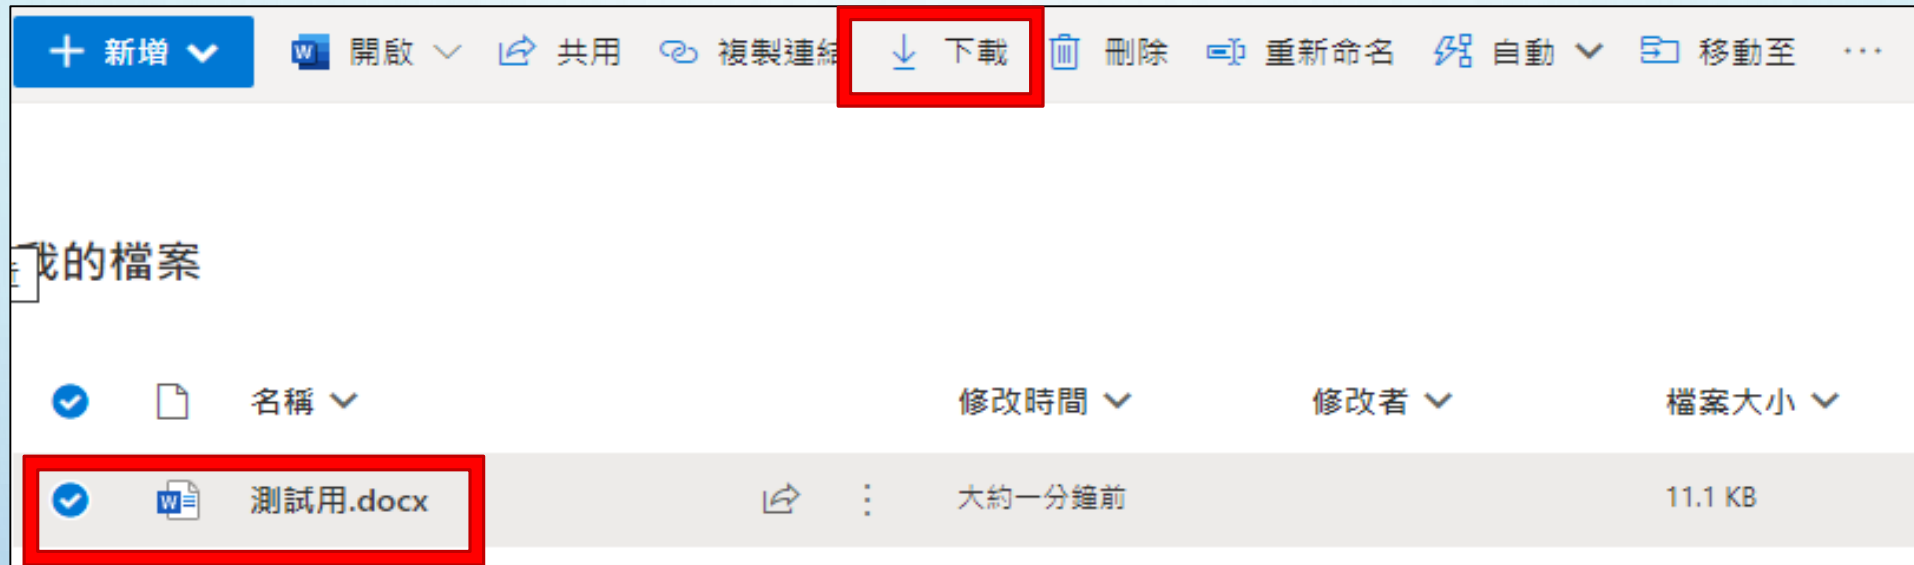 新增 開啟 共用 複製連結 下載 刪除 重新命名 自動 移動至 ...
我的檔案
名稱 修改時間 修改者 檔案大小
測試用.docx 大約一分鐘前 11.1 KB